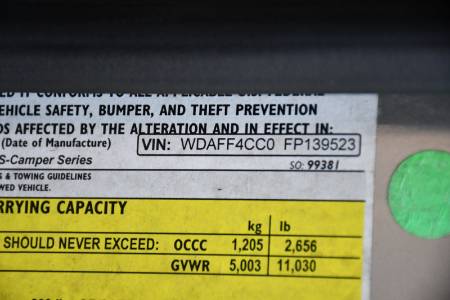 ED IT CONFORMS TO ALL APPLICABLE U.S. FEDERAL
EHICLE SAFETY, BUMPER, AND THEFT PREVENTION
DS AFFECTED BY THE ALTERATION AND IN EFFECT IN:
(Date of Manufacture) VIN: WDAFF4CC0 FP139523
S-Camper Series SO: 99381
S & TOWING GUIDELINES
WED VEHICLE.
RRYING CAPACITY
kg lb
SHOULD NEVER EXCEED: OCCC 1,205 2,656
GVWR 5,003 11,030